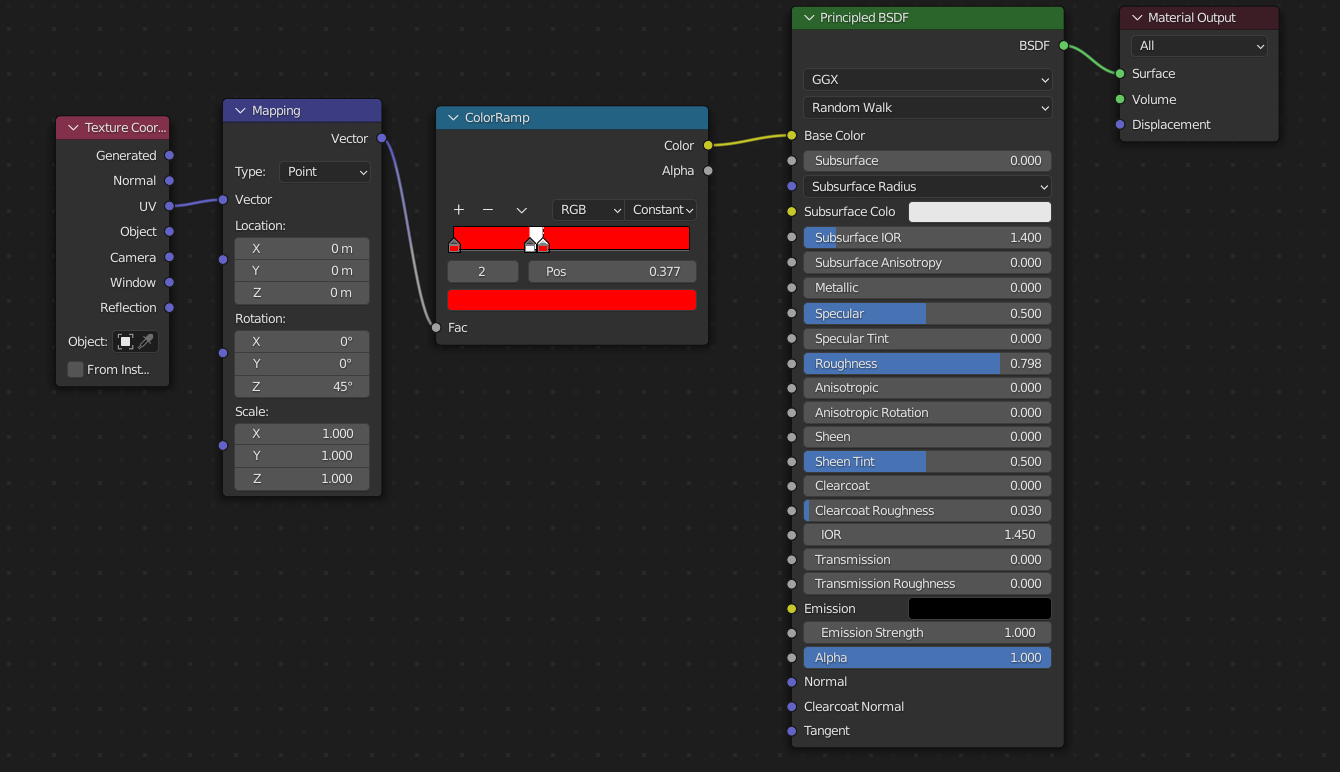 Texture Coor...
Generated
Normal
UV
Object
Camera
Window
Reflection
Object:
From Inst...
Mapping
Vector
Type: Point
Vector
Location:
X 0 m
Y 0 m
Z 0 m
Rotation:
X 0°
Y 0°
Z 45°
Scale:
X 1.000
Y 1.000
Z 1.000
ColorRamp
Color
Alpha
RGB Constant
2 Pos 0.377
Fac
Principled BSDF
BSDF
GGX
Random Walk
Base Color
Subsurface 0.000
Subsurface Radius
Subsurface Colo
Subsurface IOR 1.400
Subsurface Anisotropy 0.000
Metallic 0.000
Specular 0.500
Specular Tint 0.000
Roughness 0.798
Anisotropic 0.000
Anisotropic Rotation 0.000
Sheen 0.000
Sheen Tint 0.500
Clearcoat 0.000
Clearcoat Roughness 0.030
IOR 1.450
Transmission 0.000
Transmission Roughness 0.000
Emission
Emission Strength 1.000
Alpha 1.000
Normal
Clearcoat Normal
Tangent
Material Output
All
Surface
Volume
Displacement